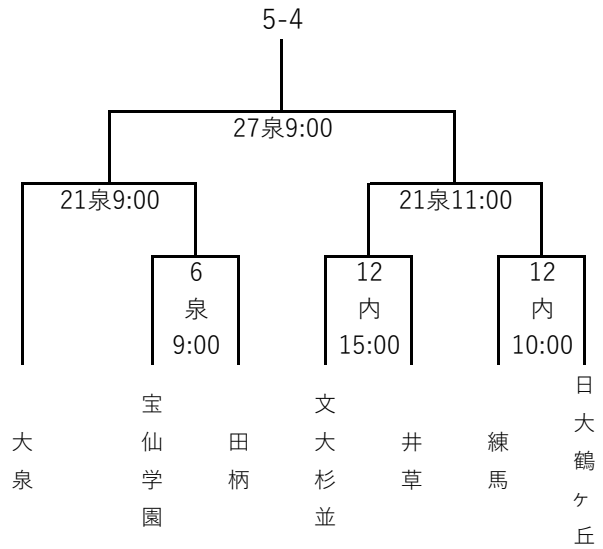 5-4
27泉9:00
21泉9:00
21泉11:00
6
泉
9:00
12
内
15:00
12
内
10:00
大泉
宝仙学園
田柄
文大杉並
井草
練馬
日大鶴ヶ丘